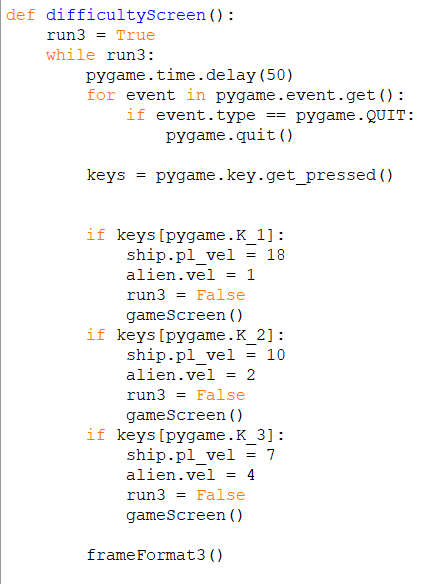 def difficultyScreen():
    run3 = True
    while run3:
        pygame.time.delay(50)
        for event in pygame.event.get():
            if event.type == pygame.QUIT:
                pygame.quit()

        keys = pygame.key.get_pressed()


        if keys[pygame.K_1]:
            ship.pl_vel = 18
            alien.vel = 1
            run3 = False
            gameScreen()
        if keys[pygame.K_2]:
            ship.pl_vel = 10
            alien.vel = 2
            run3 = False
            gameScreen()
        if keys[pygame.K_3]:
            ship.pl_vel = 7
            alien.vel = 4
            run3 = False
            gameScreen()

        frameFormat3()